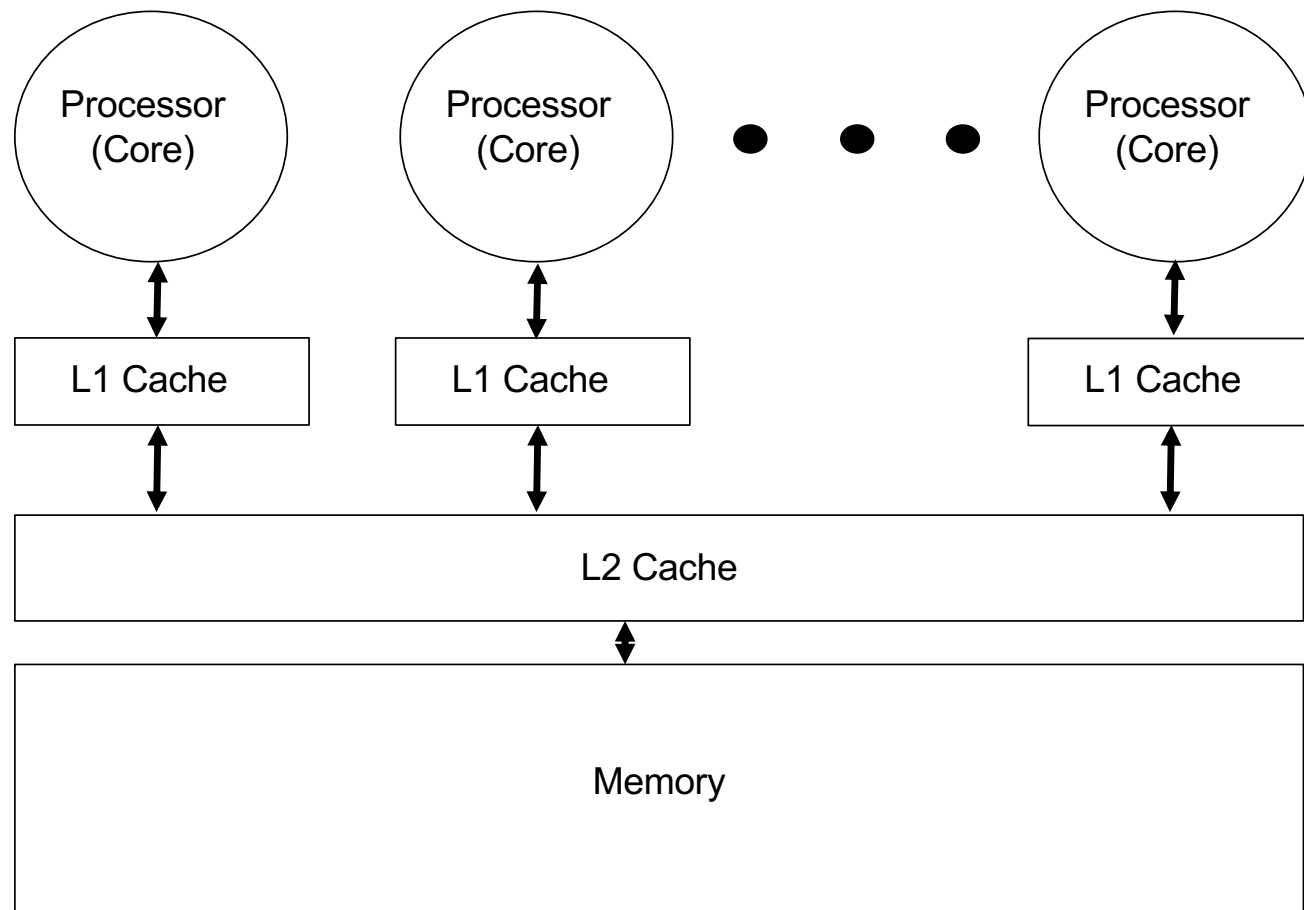 Processor
(Core)
Processor
(Core)
Processor
(Core)
L1 Cache
L1 Cache
L1 Cache
L2 Cache
Memory